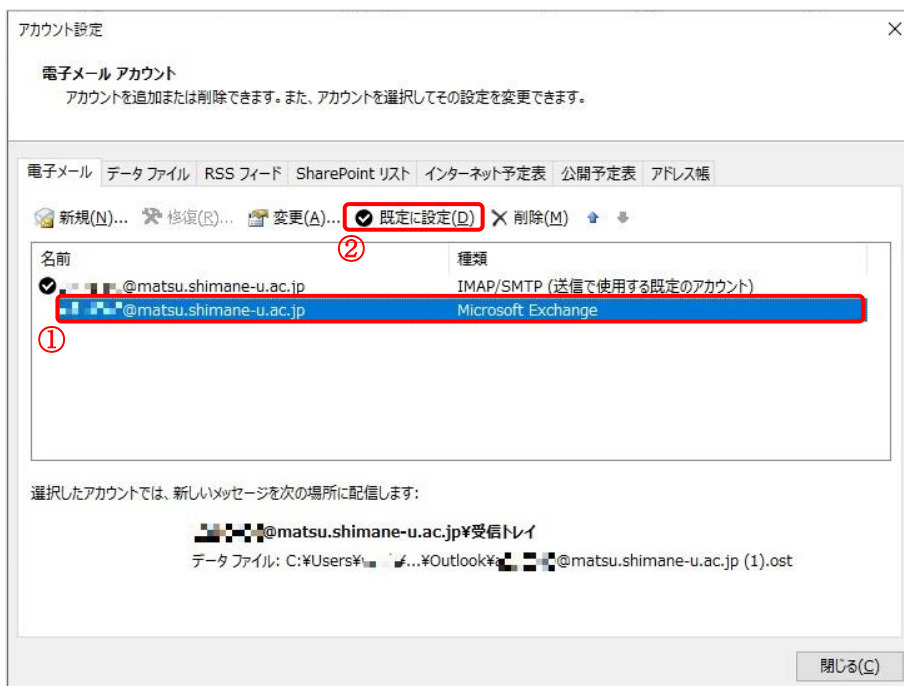 アカウント設定
電子メール アカウント
アカウントを追加または削除できます。また、アカウントを選択してその設定を変更できます。
電子メール データ ファイル RSS フィード SharePoint リスト インターネット予定表 公開予定表 アドレス帳
新規(N)... 修復(R)... 変更(A)... 既定に設定(D) 削除(M)
②
名前 種類
@matsu.shimane-u.ac.jp IMAP/SMTP (送信で使用する既定のアカウント)
@matsu.shimane-u.ac.jp Microsoft Exchange
①
選択したアカウントでは、新しいメッセージを次の場所に配信します:
@matsu.shimane-u.ac.jp¥受信トレイ
データ ファイル: C:¥Users¥ ...¥Outlook¥ @matsu.shimane-u.ac.jp (1).ost
閉じる(C)